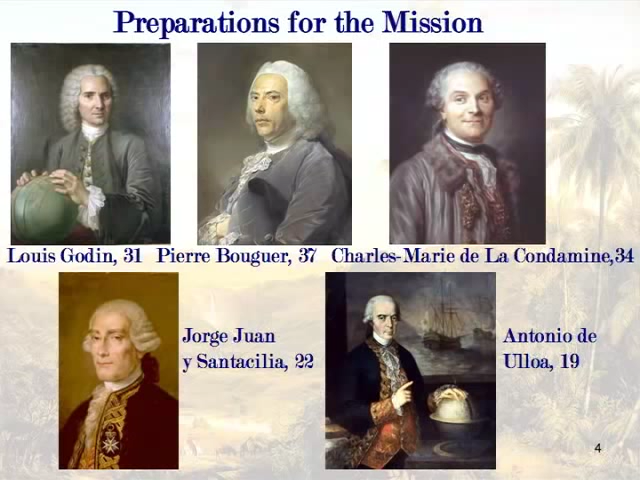 Preparations for the Mission
Louis Godin, 31 Pierre Bouguer, 37 Charles-Marie de La Condamine,34
Jorge Juan
y Santacilia, 22
Antonio de
Ulloa, 19
4